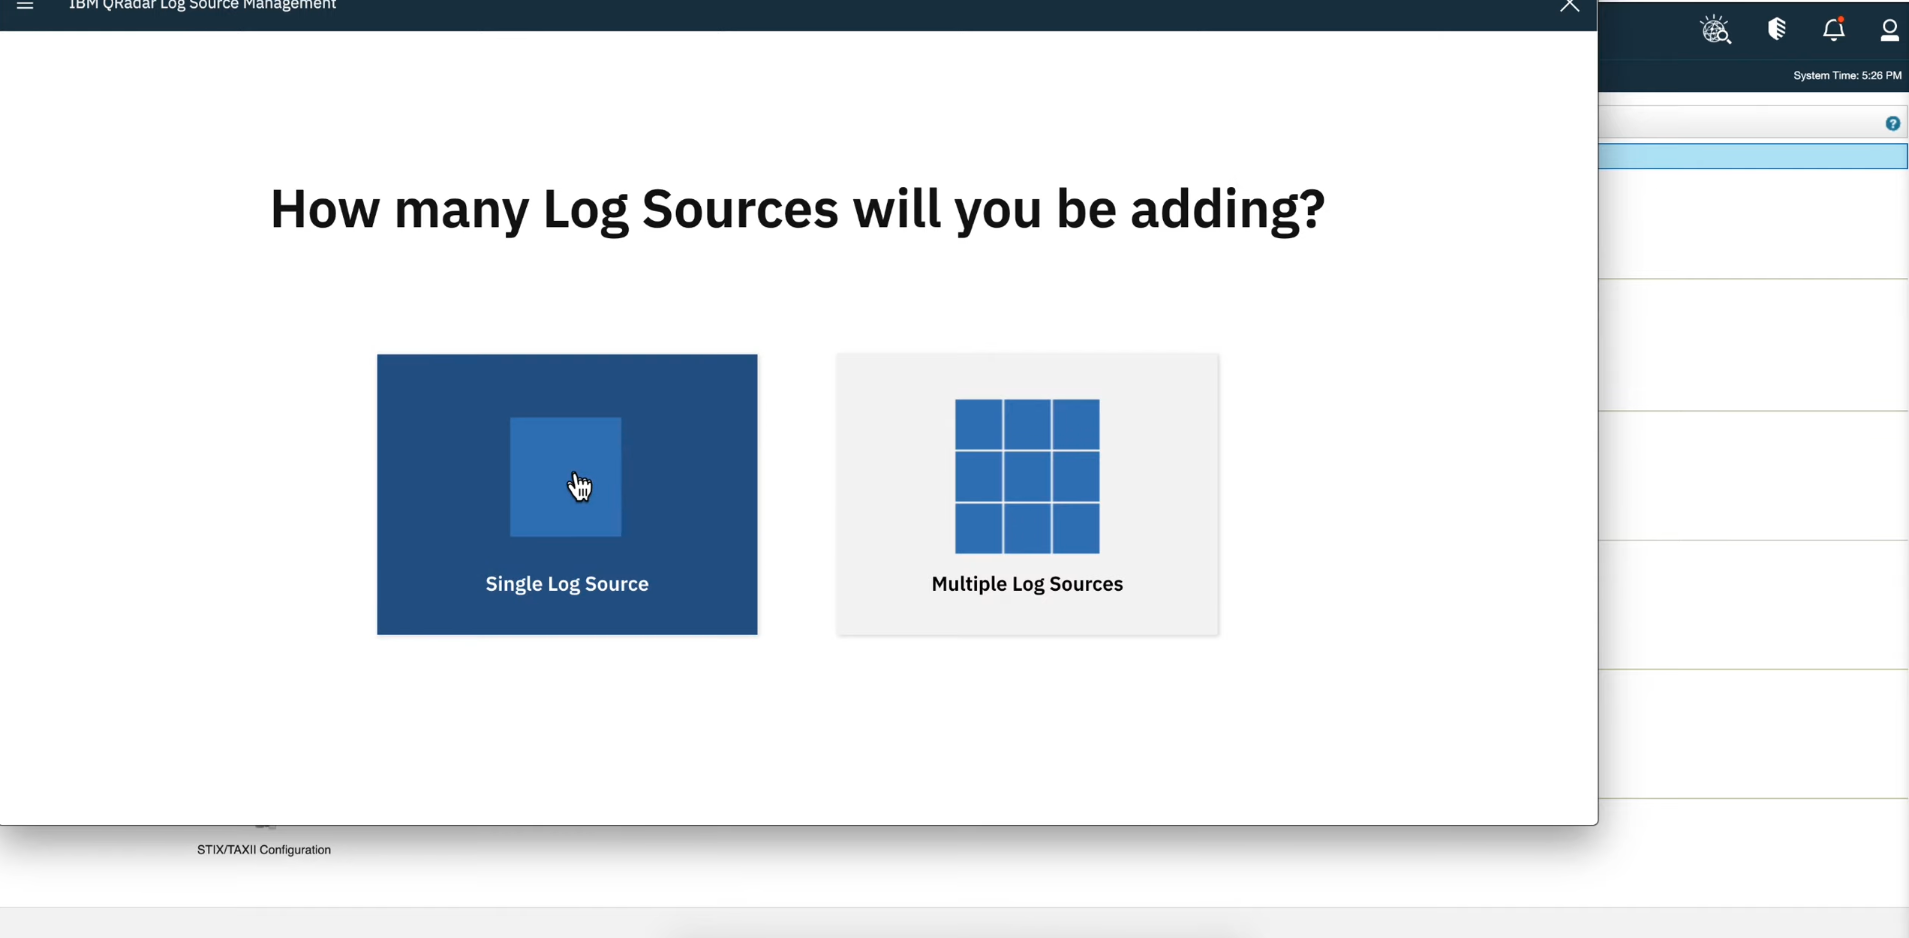 IBM QRadar Log Source Management
System Time: 5:26 PM
?
How many Log Sources will you be adding?
Single Log Source
Multiple Log Sources
STIX/TAXII Configuration